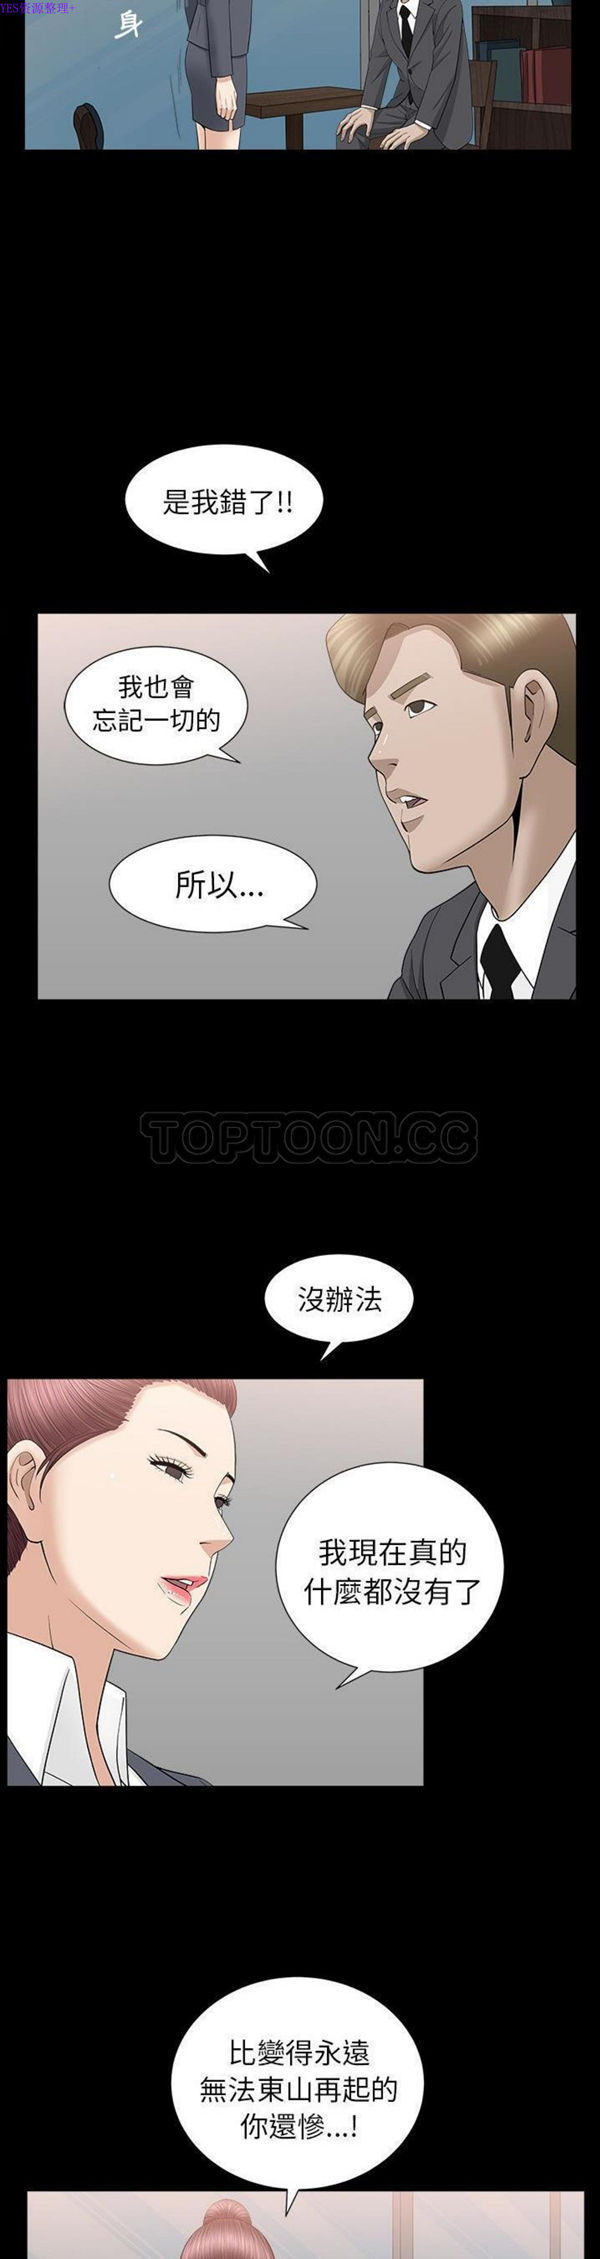 YES资源整理+
身
是我錯了!!
我也會
忘記一切的
所以...
TOPTOON.CC
沒辦法
我現在真的
什麼都沒有了
比變得永遠
無法東山再起的
你還慘...!